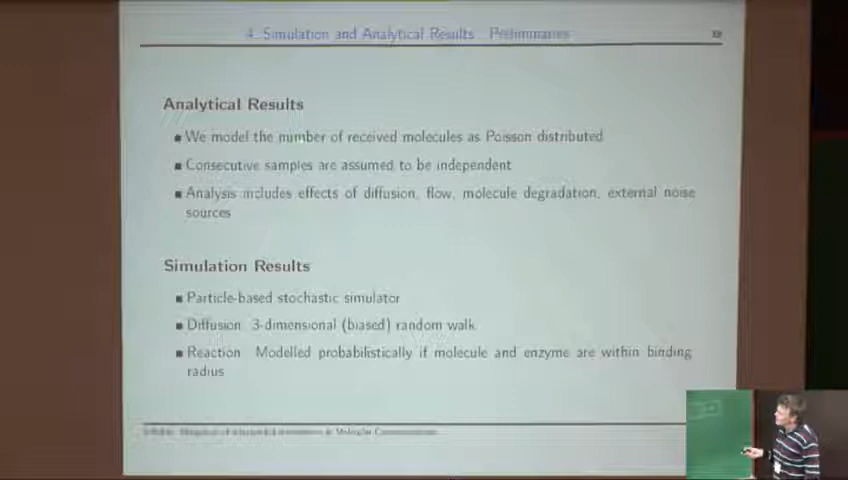 4. Simulation and Analytical Results Preliminaries
Analytical Results
We model the number of received molecules as Poisson distributed
Consecutive samples are assumed to be independent
Analysis includes effects of diffusion, flow, molecule degradation, external noise
sources
Simulation Results
Particle-based stochastic simulator
Diffusion 3-dimensional (biased) random walk
Reaction Modelled probabilistically if molecule and enzyme are within binding
radius
in Molecular Communications